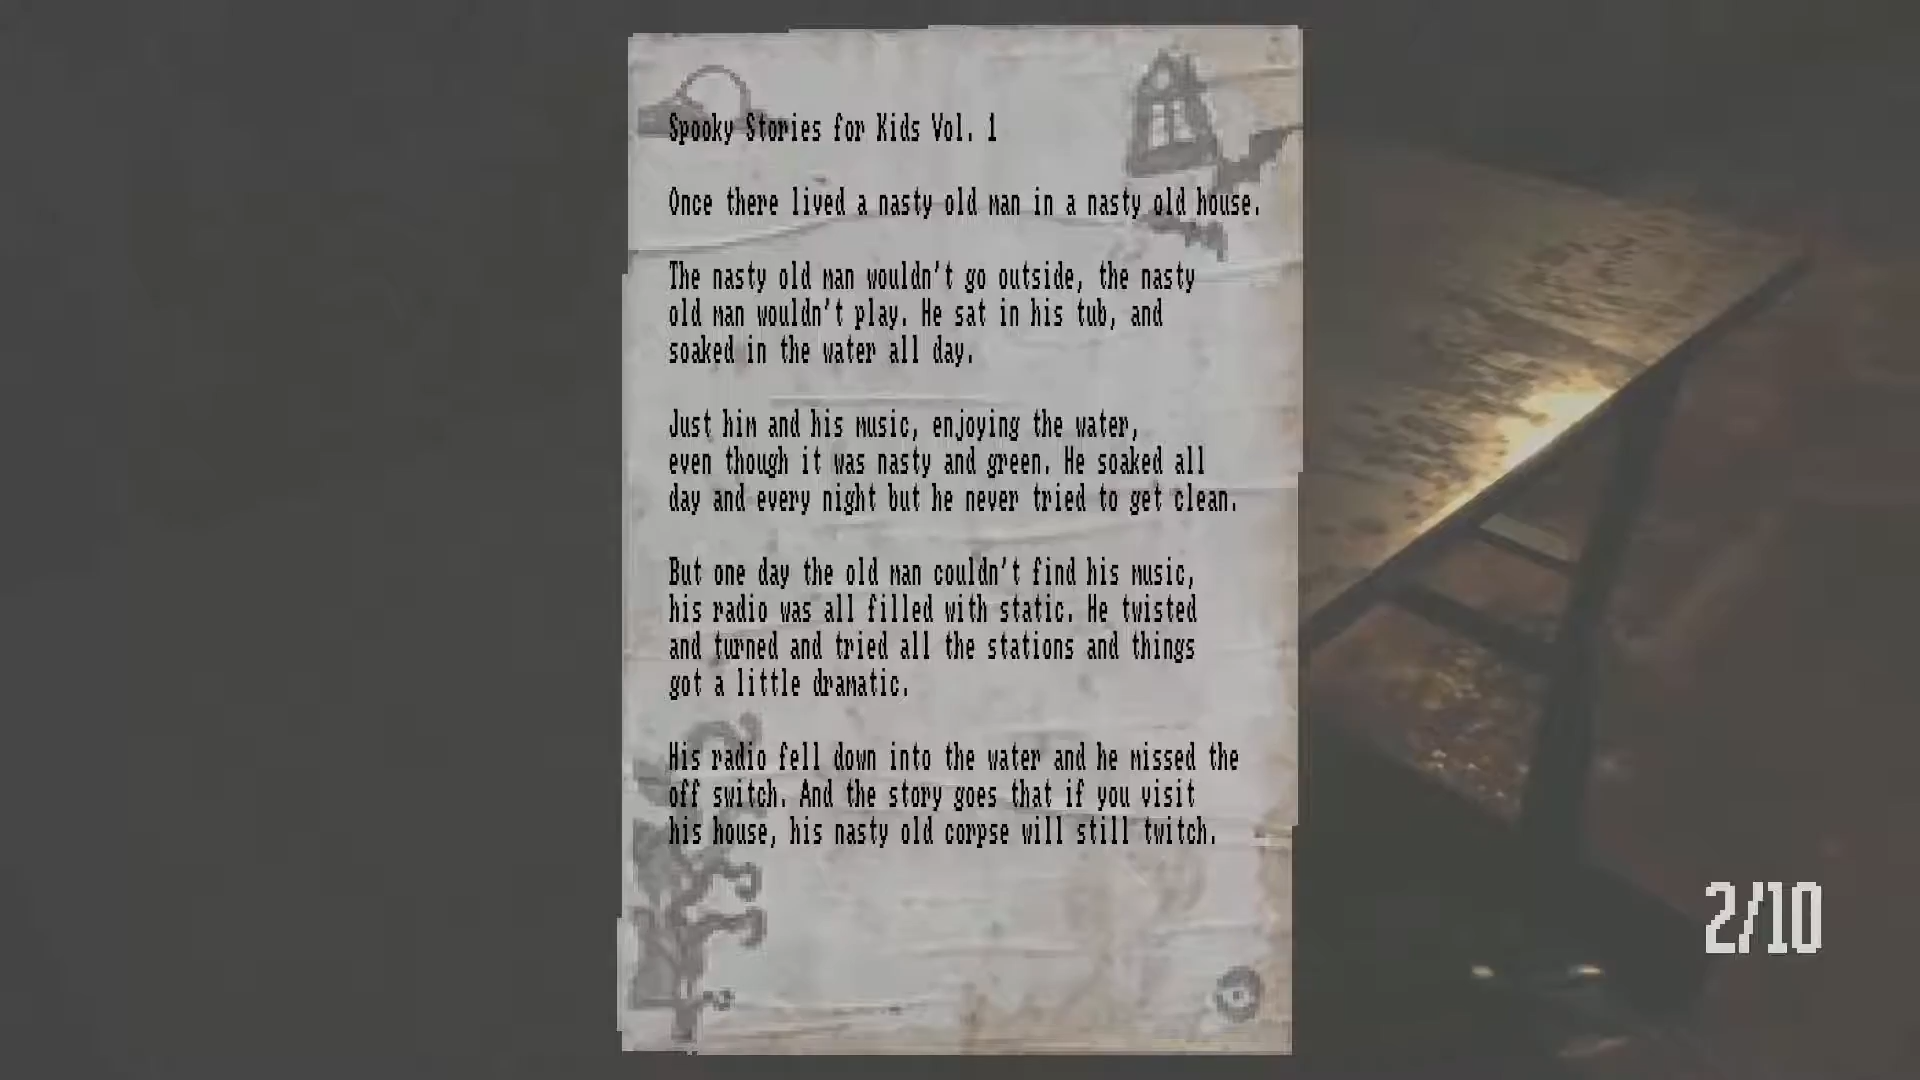 Spooky Stories for Kids Vol. 1
Once there lived a nasty old man in a nasty old house.
The nasty old man wouldn't go outside, the nasty
old man wouldn't play. He sat in his tub, and
soaked in the water all day.
Just him and his music, enjoying the water,
even though it was nasty and green. He soaked all
day and every night but he never tried to get clean.
But one day the old man couldn't find his music,
his radio was all filled with static. He twisted
and turned and tried all the stations and things
got a little dramatic.
His radio fell down into the water and he missed the
off switch. And the story goes that if you visit
his house, his nasty old corpse will still twitch.
2/10